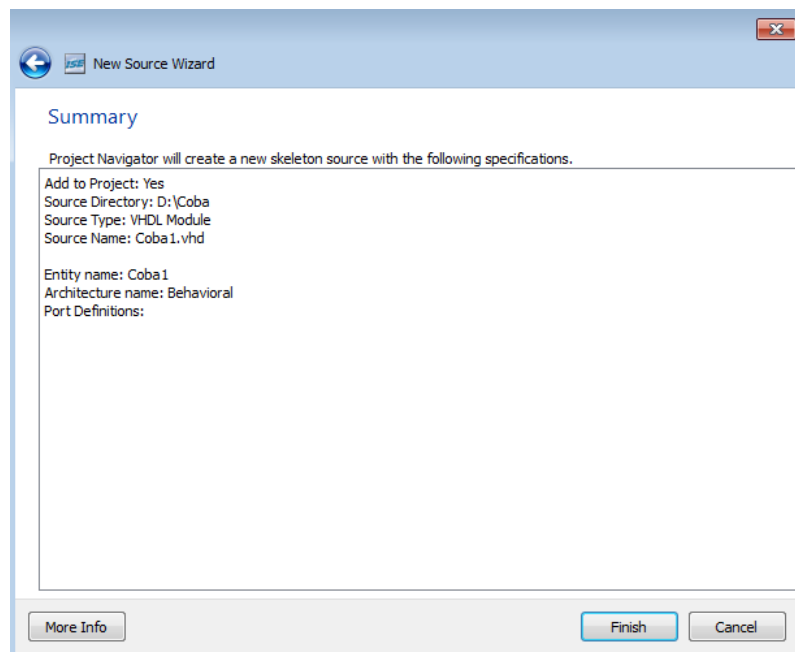 ISE New Source Wizard
Summary
Project Navigator will create a new skeleton source with the following specifications.
Add to Project: Yes
Source Directory: D:\Coba
Source Type: VHDL Module
Source Name: Coba1.vhd
Entity name: Coba1
Architecture name: Behavioral
Port Definitions:
More Info Finish Cancel